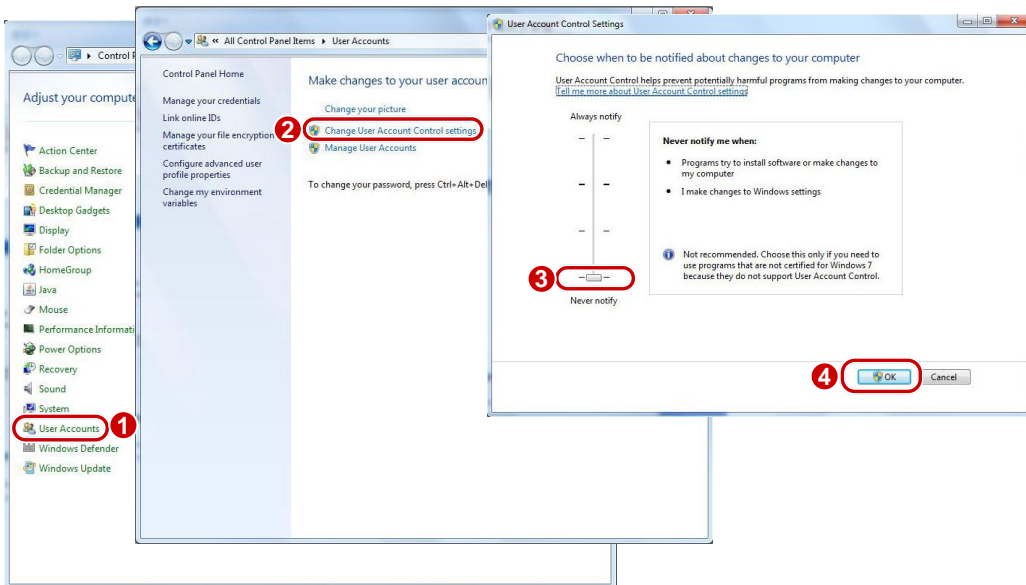 Control P
Adjust your compute
Action Center
Backup and Restore
Credential Manager
Desktop Gadgets
Display
Folder Options
HomeGroup
Java
Mouse
Performance Informati
Power Options
Recovery
Sound
System
User Accounts
1
Windows Defender
Windows Update
« All Control Panel Items ▸ User Accounts
Control Panel Home
Manage your credentials
Link online IDs
Manage your file encryption
certificates
Configure advanced user
profile properties
Change my environment
variables
Make changes to your user accoun
Change your picture
2
Change User Account Control settings
Manage User Accounts
To change your password, press Ctrl+Alt+Del
User Account Control Settings
Choose when to be notified about changes to your computer
User Account Control helps prevent potentially harmful programs from making changes to your computer.
Tell me more about User Account Control settings
Always notify
Never notify me when:
• Programs try to install software or make changes to
my computer
• I make changes to Windows settings
Not recommended. Choose this only if you need to
use programs that are not certified for Windows 7
because they do not support User Account Control.
3
Never notify
4
OK
Cancel